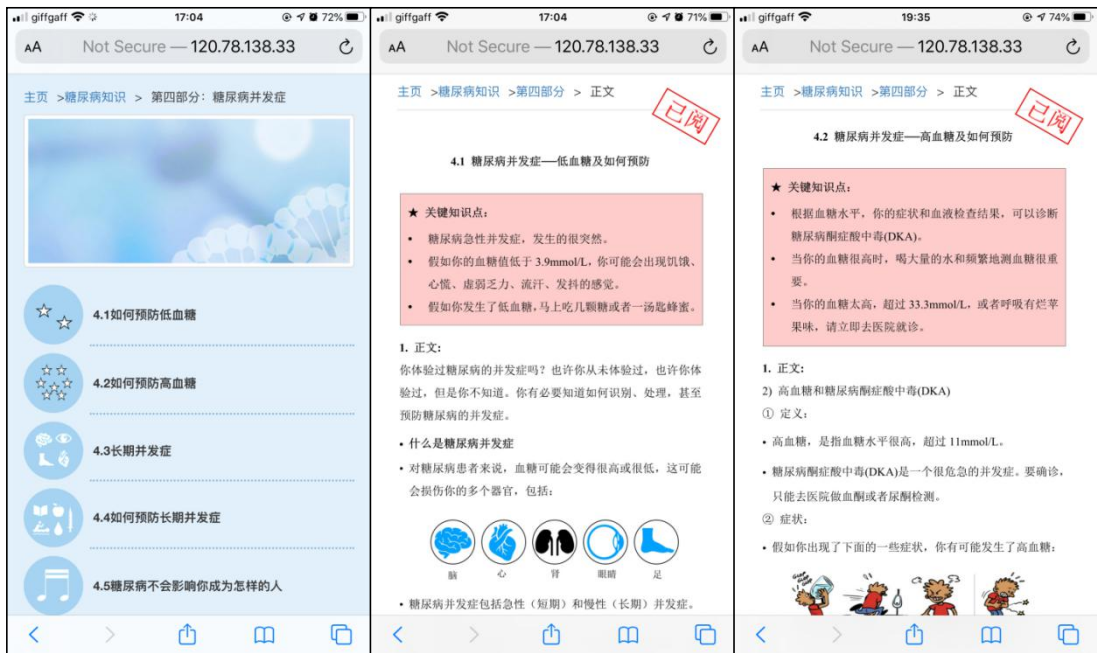 giffgaff 17:04 72%
AA Not Secure — 120.78.138.33
主页 >糖尿病知识 > 第四部分：糖尿病并发症
4.1如何预防低血糖
4.2如何预防高血糖
4.3长期并发症
4.4如何预防长期并发症
4.5糖尿病不会影响你成为怎样的人
giffgaff 17:04 71%
AA Not Secure — 120.78.138.33
主页 >糖尿病知识 >第四部分 > 正文
已阅
4.1 糖尿病并发症──低血糖及如何预防
★ 关键知识点：
• 糖尿病急性并发症，发生的很突然。
• 假如你的血糖值低于 3.9mmol/L，你可能会出现饥饿、
心慌、虚弱乏力、流汗、发抖的感觉。
• 假如你发生了低血糖，马上吃几颗糖或者一汤匙蜂蜜。
1. 正文：
你体验过糖尿病的并发症吗？也许你从未体验过，也许你体
验过，但是你不知道。你有必要知道如何识别、处理，甚至
预防糖尿病的并发症。
• 什么是糖尿病并发症
• 对糖尿病患者来说，血糖可能会变得很高或很低，这可能
会损伤你的多个器官，包括：
脑 心 肾 眼睛 足
• 糖尿病并发症包括急性（短期）和慢性（长期）并发症。
giffgaff 19:35 74%
AA Not Secure — 120.78.138.33
主页 >糖尿病知识 >第四部分 > 正文
已阅
4.2 糖尿病并发症──高血糖及如何预防
★ 关键知识点：
• 根据血糖水平，你的症状和血液检查结果，可以诊断
糖尿病酮症酸中毒(DKA)。
• 当你的血糖很高时，喝大量的水和频繁地测血糖很重
要。
• 当你的血糖太高，超过 33.3mmol/L，或者呼吸有烂苹
果味，请立即去医院就诊。
1. 正文：
2) 高血糖和糖尿病酮症酸中毒(DKA)
① 定义：
• 高血糖，是指血糖水平很高，超过 11mmol/L。
• 糖尿病酮症酸中毒(DKA)是一个很危急的并发症。要确诊，
只能去医院做血酮或者尿酮检测。
② 症状：
• 假如你出现了下面的一些症状，你有可能发生了高血糖：